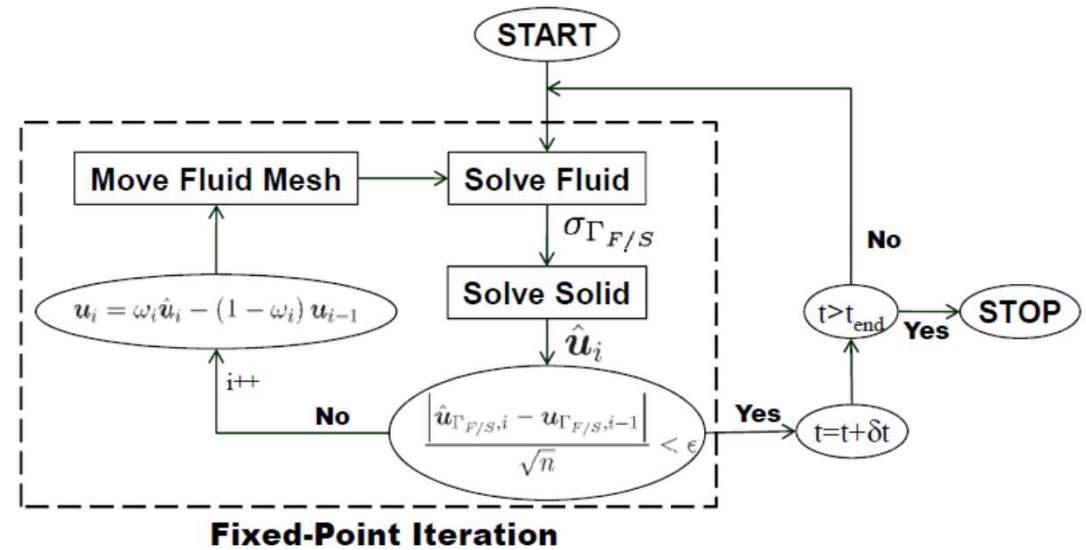 START
Move Fluid Mesh
Solve Fluid
σ_{Γ_{F/S}}
No
Solve Solid
𝒖_i = ω_i û_i − (1 − ω_i) 𝒖_{i−1}
t>t_end
Yes
STOP
û_i
i++
No
|û_{Γ_{F/S},i} − 𝒖_{Γ_{F/S},i−1}| / √n < ϵ
Yes
t=t+δt
Fixed-Point Iteration